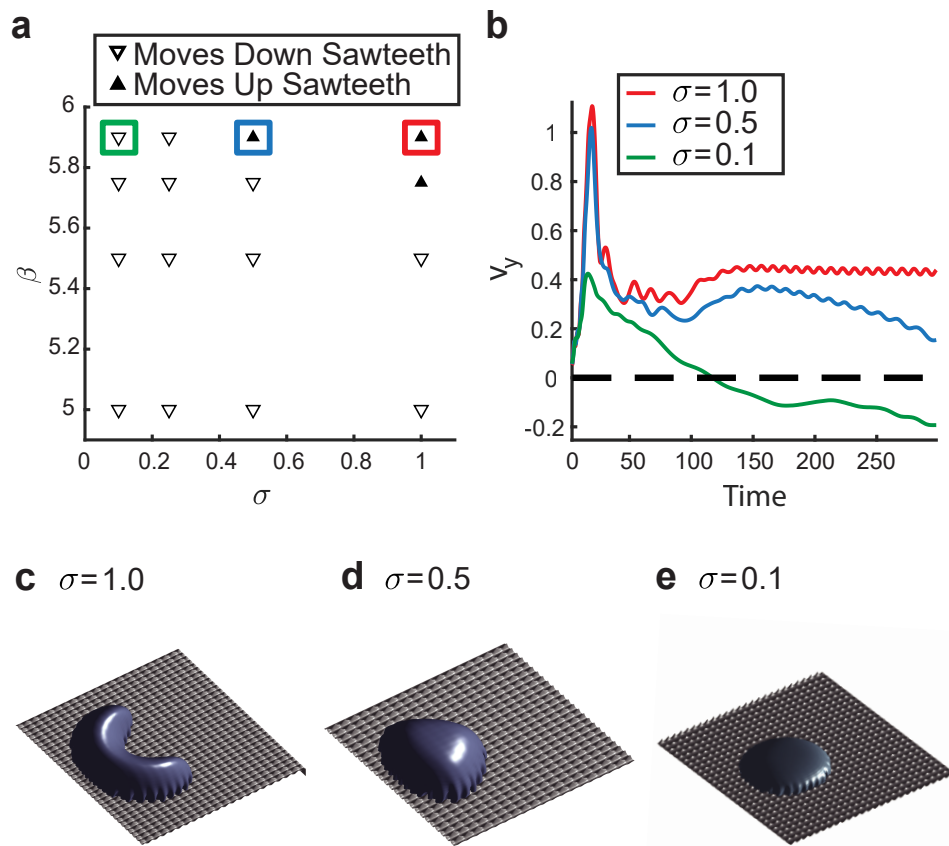 a
▽ Moves Down Sawteeth
▲ Moves Up Sawteeth
6
5.8
5.6
5.4
5.2
5
β
0 0.2 0.4 0.6 0.8 1
σ
b
σ=1.0
σ=0.5
σ=0.1
1
0.8
0.6
0.4
0.2
0
-0.2
v_y
0 50 100 150 200 250
Time
c σ=1.0
d σ=0.5
e σ=0.1